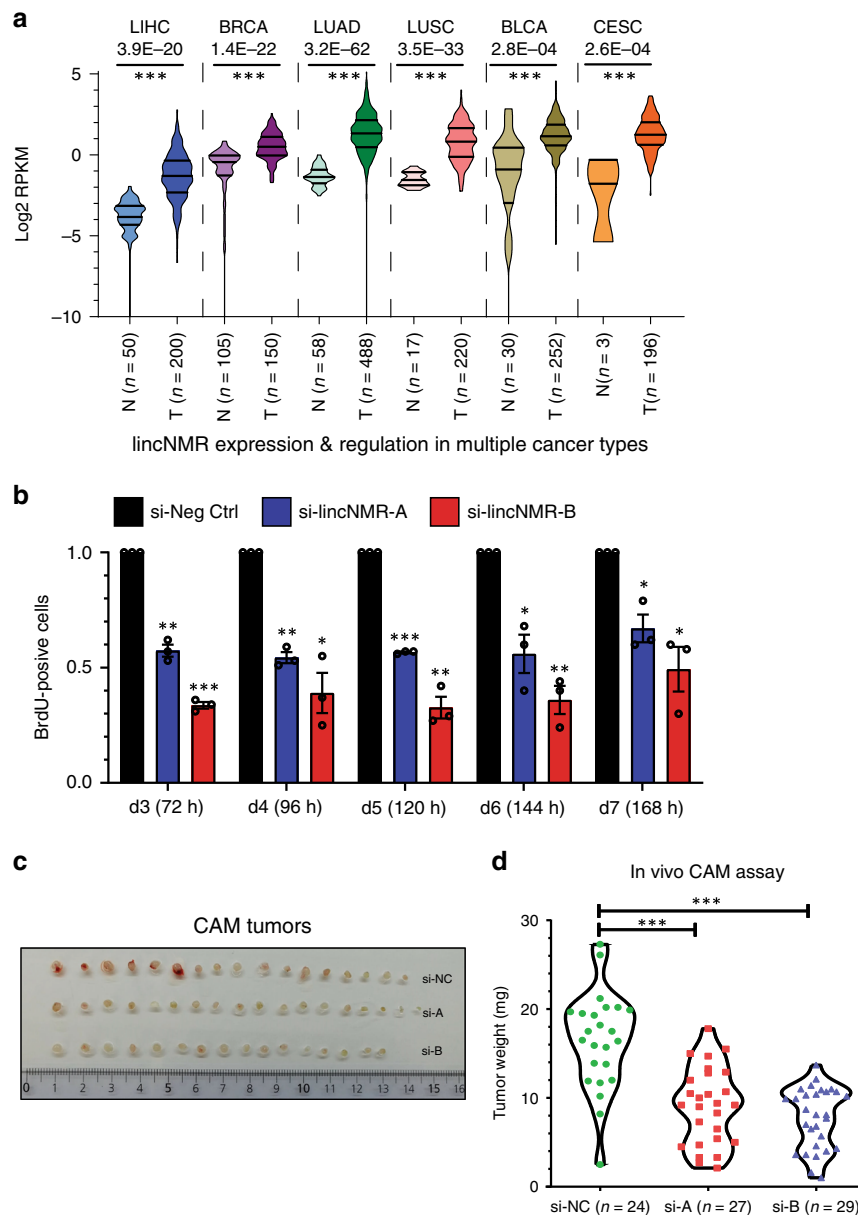 a
LIHC BRCA LUAD LUSC BLCA CESC
3.9E–20 1.4E–22 3.2E–62 3.5E–33 2.8E–04 2.6E–04
*** *** *** *** *** ***
5
0
−5
−10
Log2 RPKM
N (n = 50) T (n = 200) N (n = 105) T (n = 150) N (n = 58) T (n = 488) N (n = 17) T (n = 220) N (n = 30) T (n = 252) N(n = 3) T(n = 196)
lincNMR expression & regulation in multiple cancer types
b
si-Neg Ctrl si-lincNMR-A si-lincNMR-B
1.0
0.5
0.0
BrdU-posive cells
** *** ** * *** ** * ** * *
d3 (72 h) d4 (96 h) d5 (120 h) d6 (144 h) d7 (168 h)
c
CAM tumors
si-NC
si-A
si-B
0 1 2 3 4 5 6 7 8 9 10 11 12 13 14 15 16
d
In vivo CAM assay
***
***
30
20
10
0
Tumor weight (mg)
si-NC (n = 24) si-A (n = 27) si-B (n = 29)